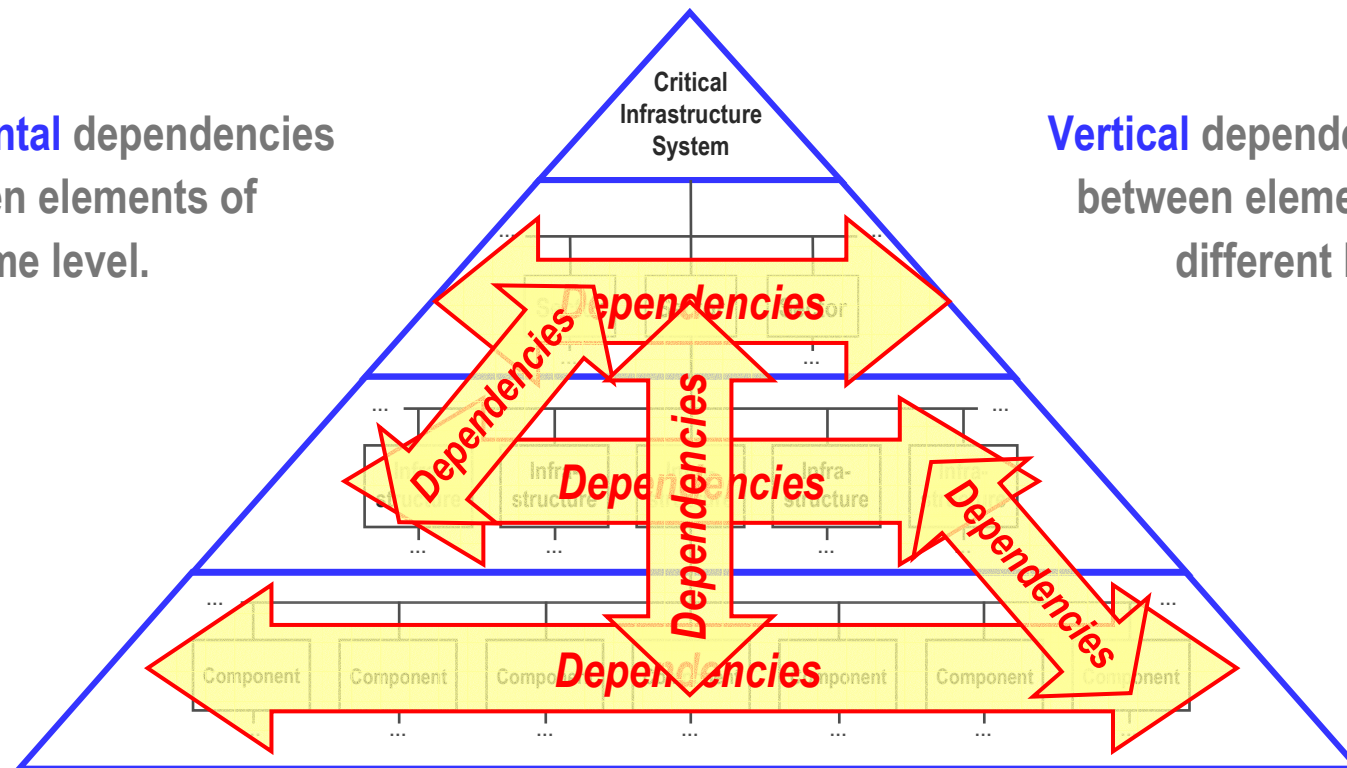 Critical
Infrastructure
System
ntal dependencies
en elements of
me level.
Vertical depende
between eleme
different l
...
...
Dependencies
...
Dependencies
Dependencies
...
...
Infra-
structure
Infra-
structure
Dependencies
Dependencies
...
...
...
...
...
Component
Component
Component
Component
Component
Dependencies
...
...
...
...
...
...
...